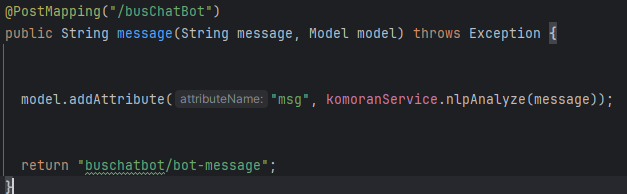 @PostMapping("/busChatBot")
public String message(String message, Model model) throws Exception {
model.addAttribute( attributeName: "msg", komoranService.nlpAnalyze(message));
return "buschatbot/bot-message";
}